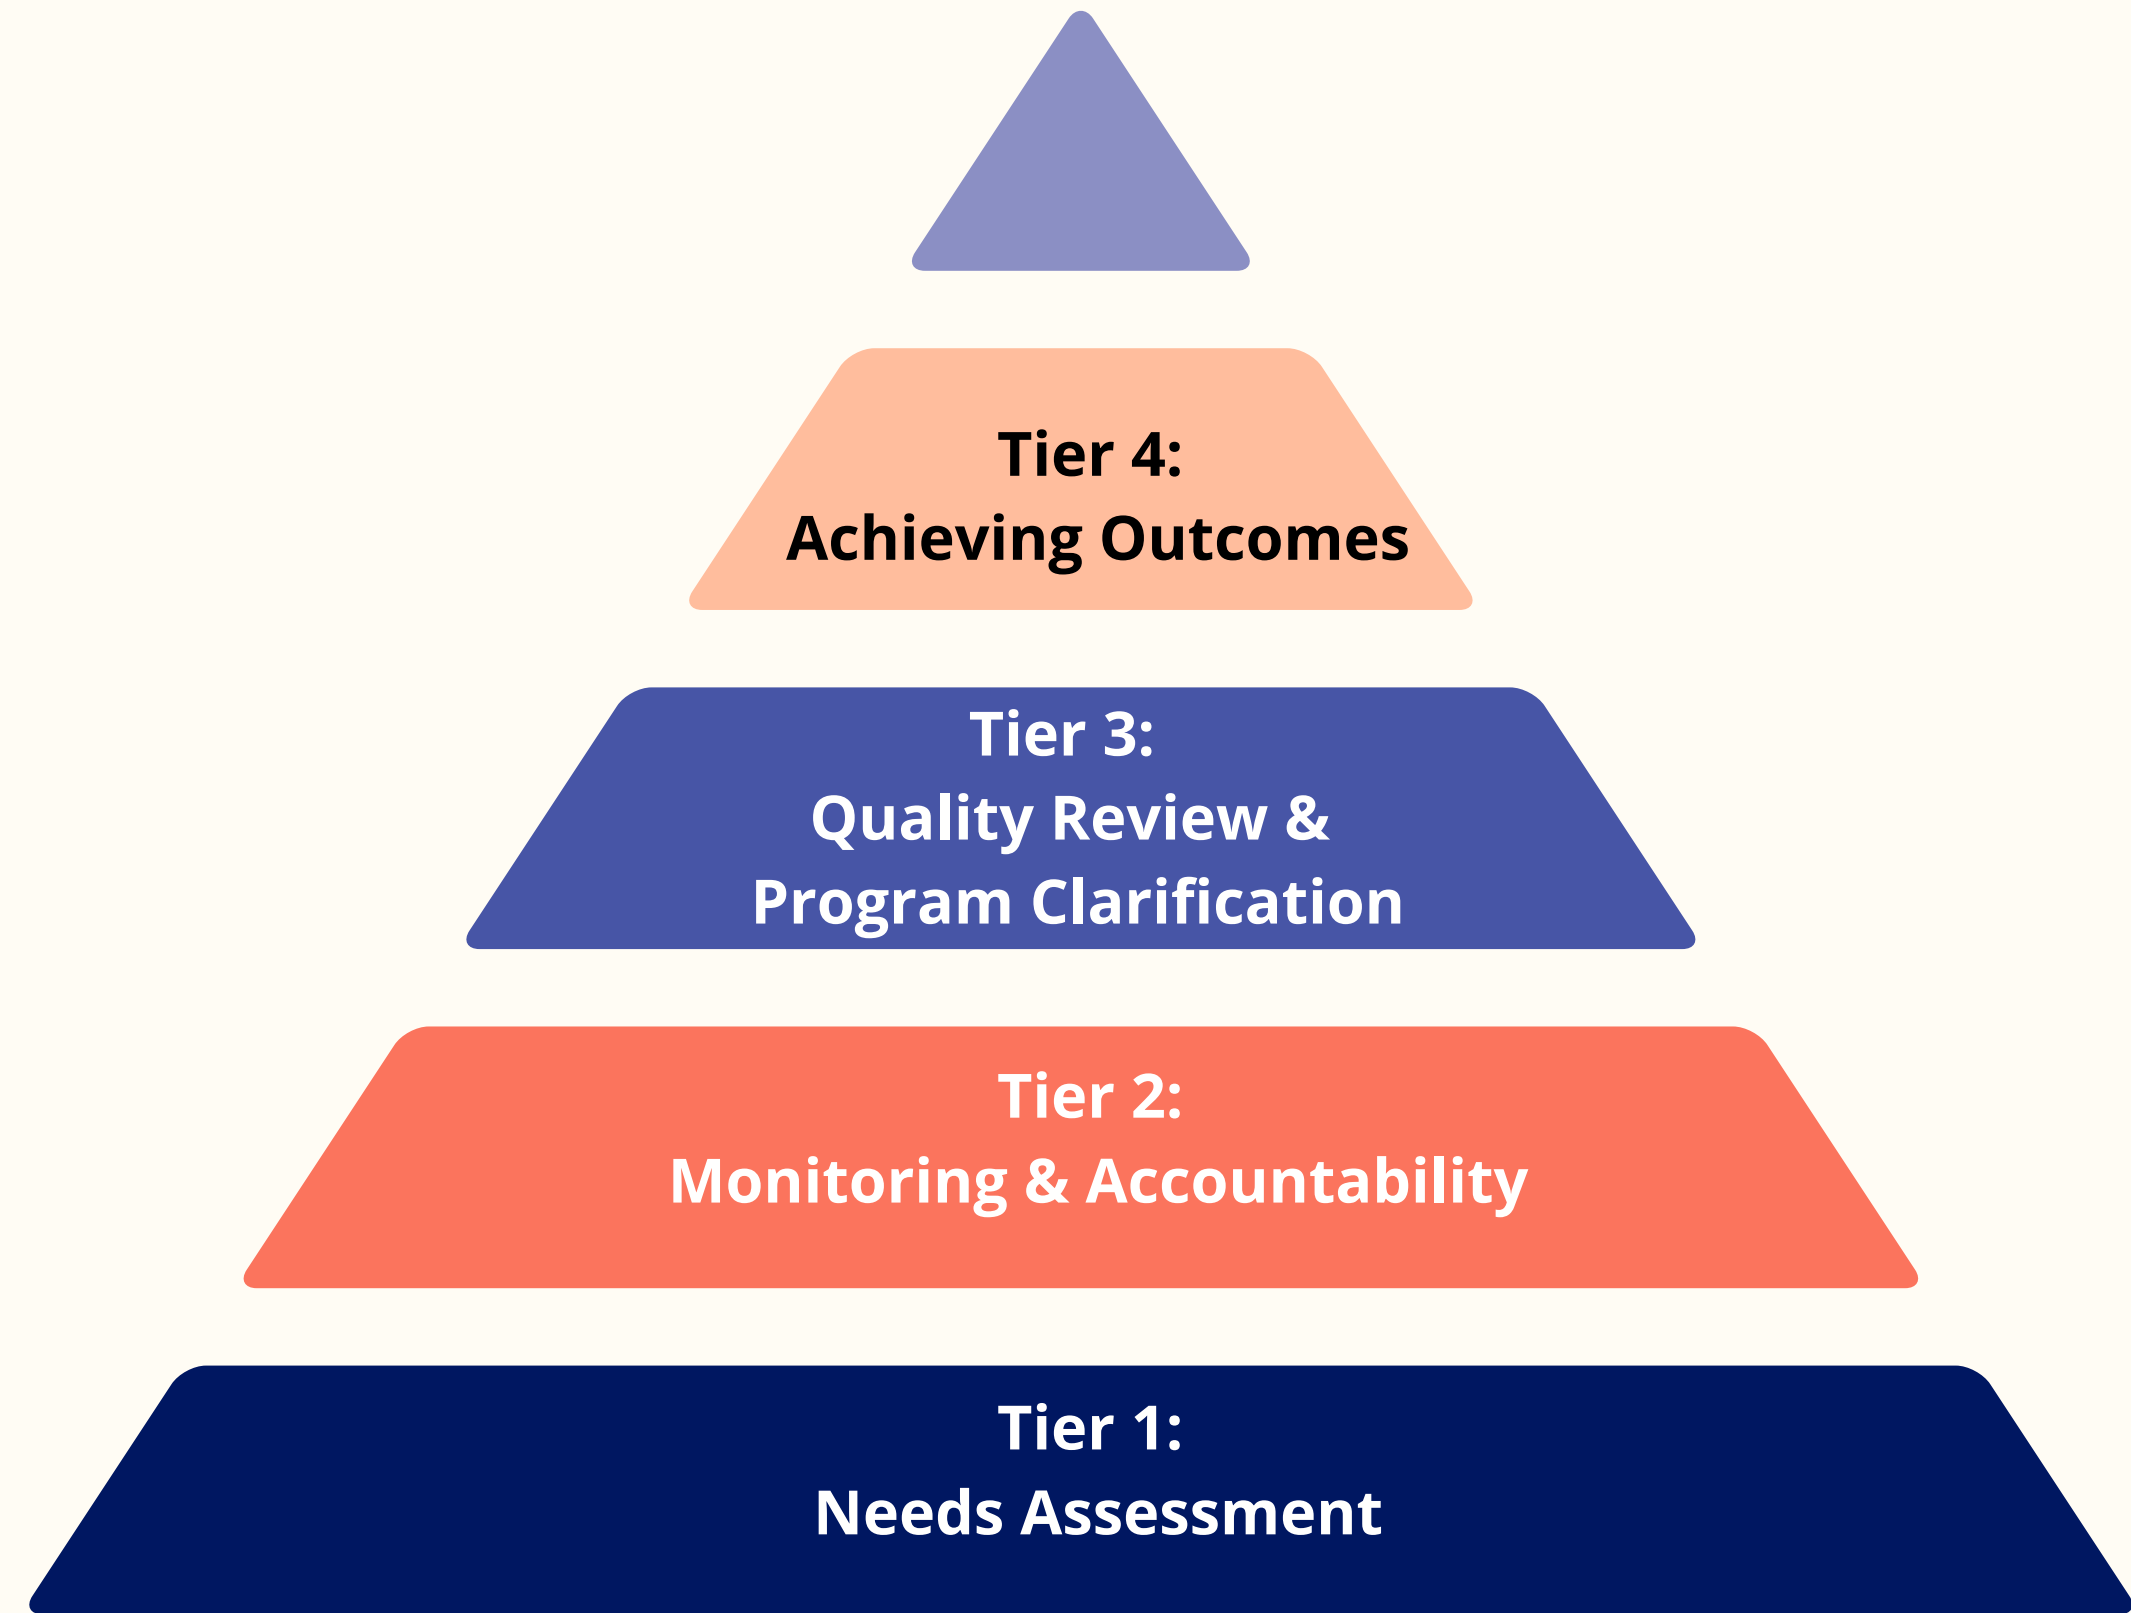 Tier 4:
Achieving Outcomes
Tier 3:
Quality Review &
Program Clarification
Tier 2:
Monitoring & Accountability
Tier 1:
Needs Assessment